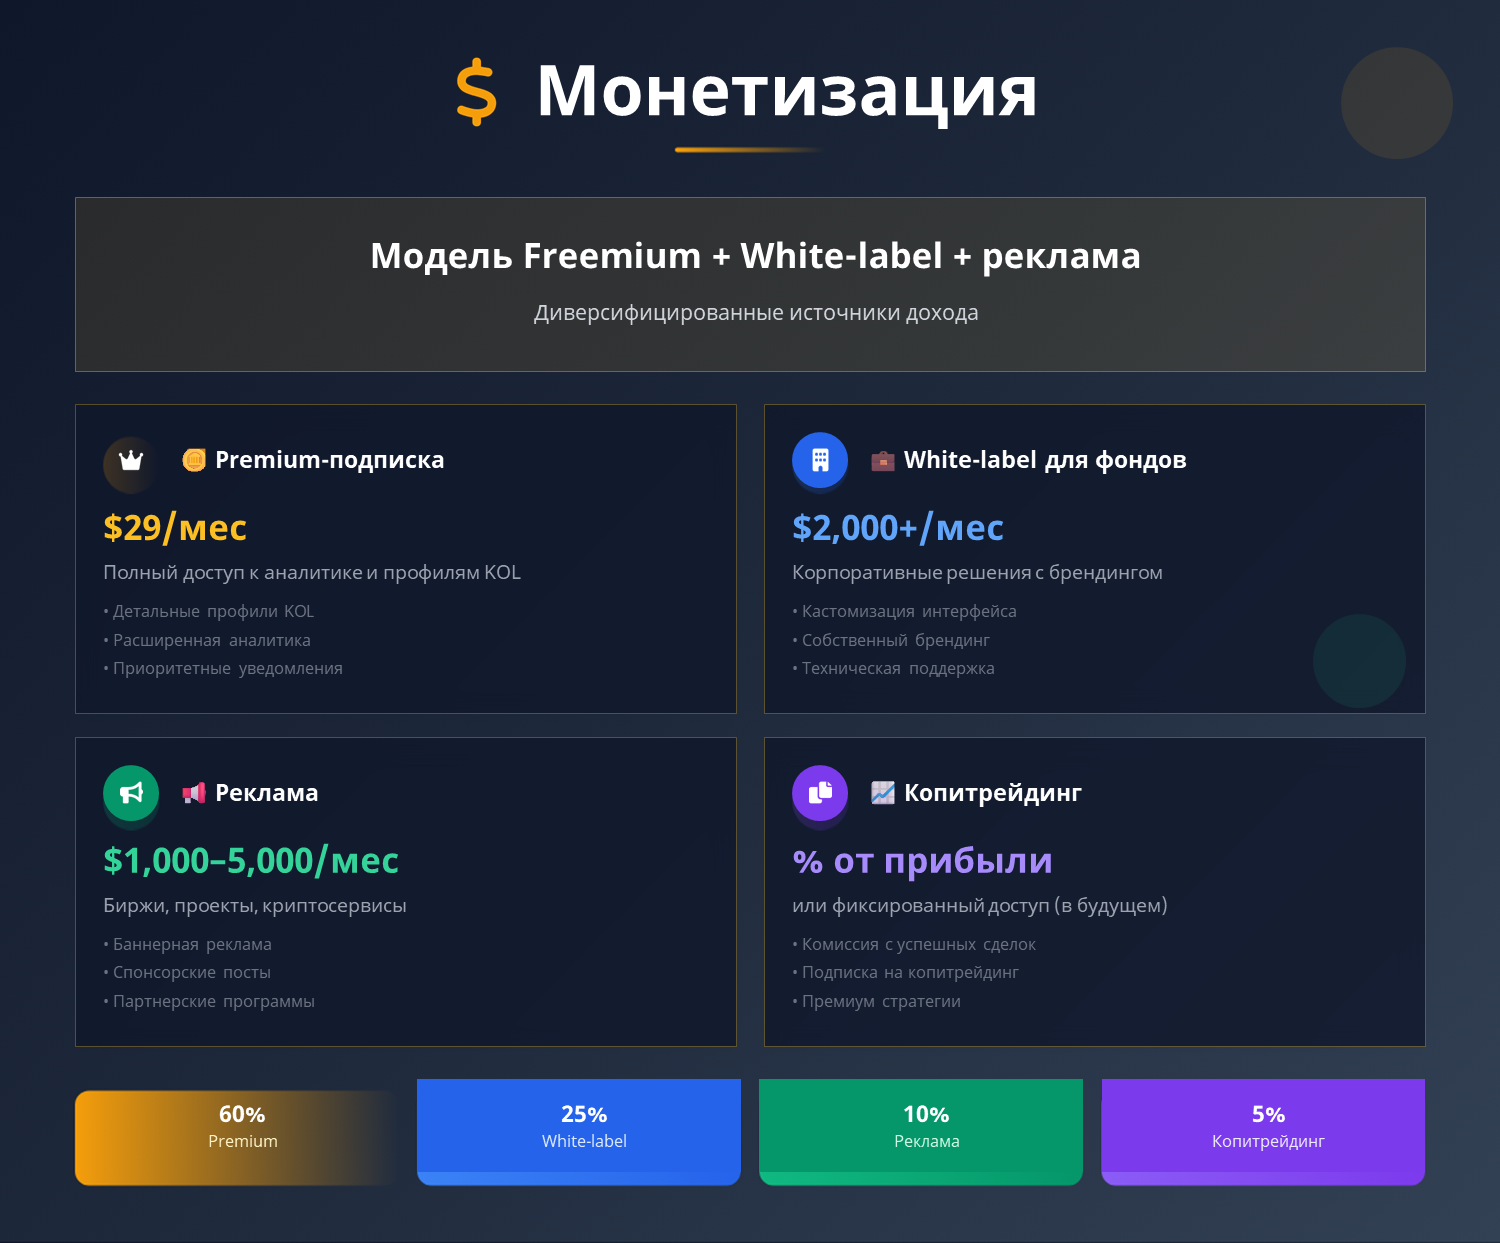 Монетизация
Модель Freemium + White-label + реклама
Диверсифицированные источники дохода
Premium-подписка
$29/мес
Полный доступ к аналитике и профилям KOL
• Детальные профили KOL
• Расширенная аналитика
• Приоритетные уведомления
White-label для фондов
$2,000+/мес
Корпоративные решения с брендингом
• Кастомизация интерфейса
• Собственный брендинг
• Техническая поддержка
Реклама
$1,000–5,000/мес
Биржи, проекты, криптосервисы
• Баннерная реклама
• Спонсорские посты
• Партнерские программы
Копитрейдинг
% от прибыли
или фиксированный доступ (в будущем)
• Комиссия с успешных сделок
• Подписка на копитрейдинг
• Премиум стратегии
60%
Premium
25%
White-label
10%
Реклама
5%
Копитрейдинг